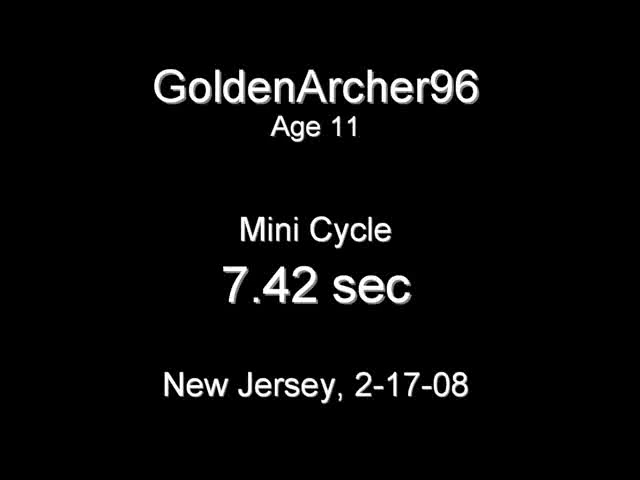 GoldenArcher96
Age 11
Mini Cycle
7.42 sec
New Jersey, 2-17-08